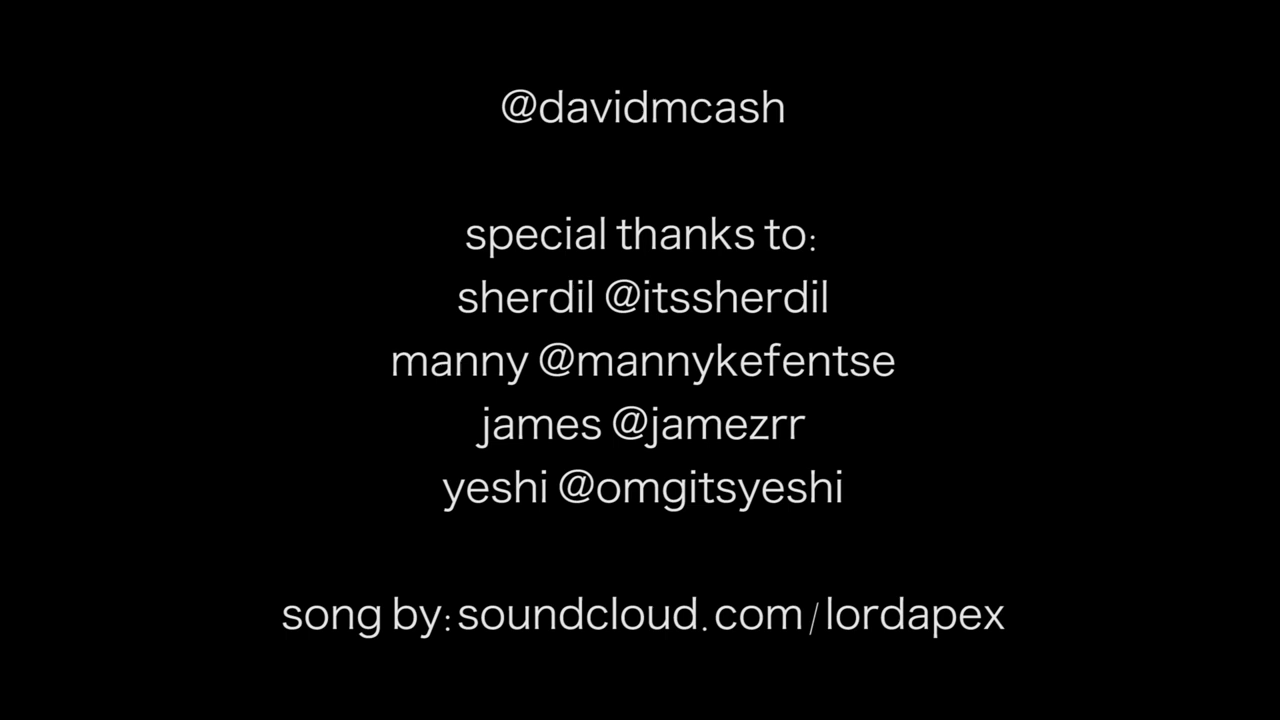 @davidmcash
special thanks to:
sherdil @itssherdil
manny @mannykefentse
james @jamezrr
yeshi @omgitsyeshi
song by: soundcloud.com/lordapex